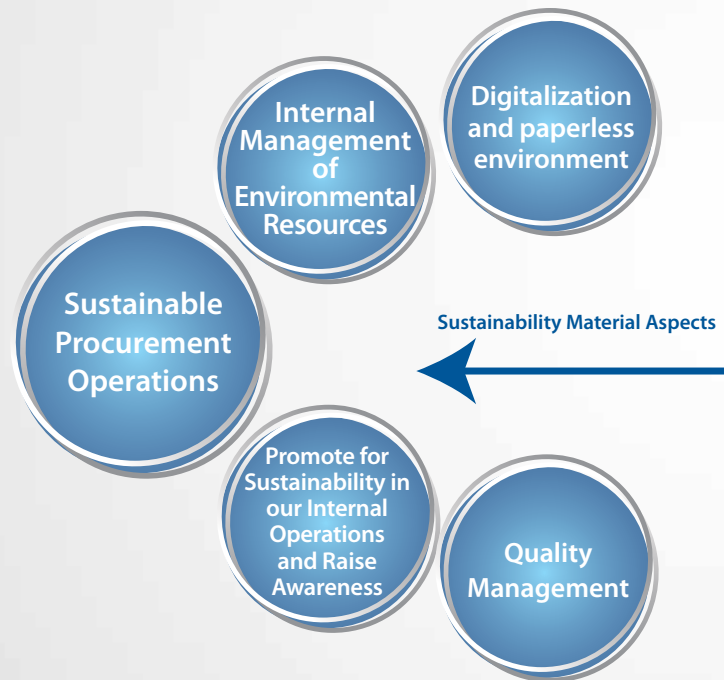 Digitalization
and paperless
environment
Internal
Management
of
Environmental
Resources
Sustainable
Procurement
Operations
Sustainability Material Aspects
Promote for
Sustainability in
our Internal
Operations
and Raise
Awareness
Quality
Management